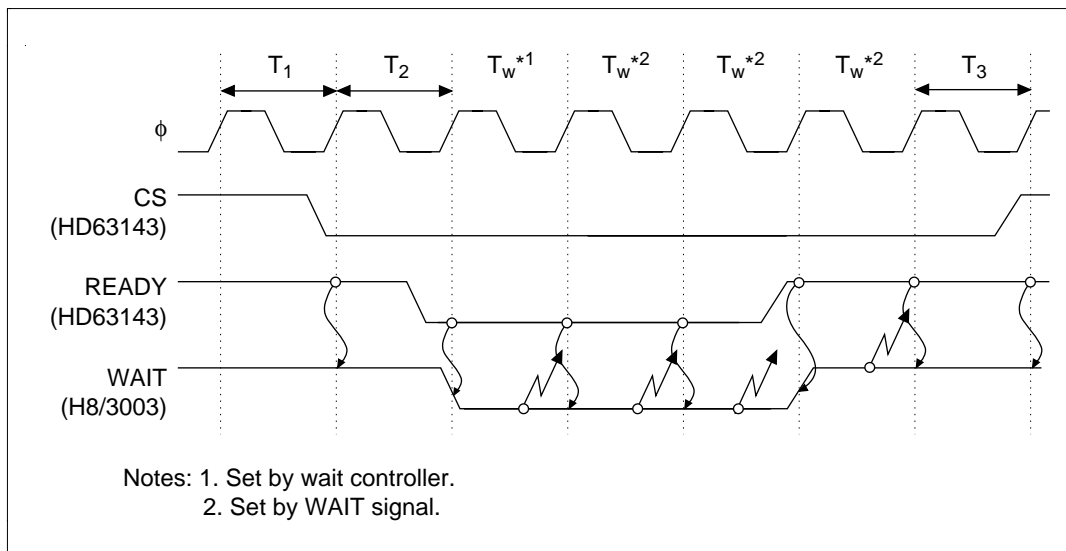 T1 T2 Tw*1 Tw*2 Tw*2 Tw*2 T3
ϕ
CS
(HD63143)
READY
(HD63143)
WAIT
(H8/3003)
Notes: 1. Set by wait controller.
2. Set by WAIT signal.